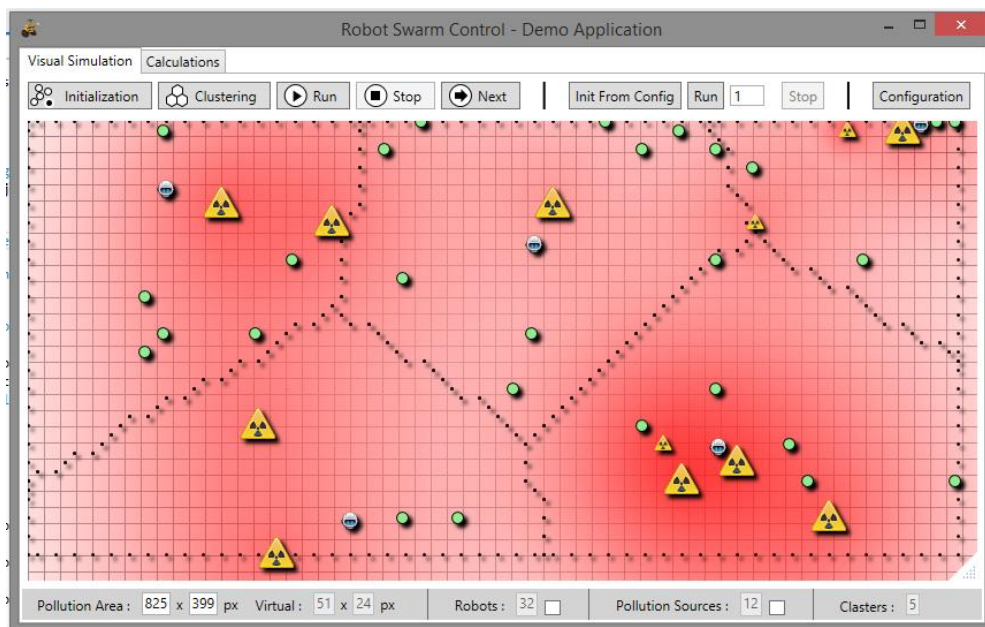 Robot Swarm Control - Demo Application
Visual Simulation Calculations
Initialization Clustering Run Stop Next Init From Config Run 1 Stop Configuration
Pollution Area : 825 x 399 px Virtual : 51 x 24 px Robots : 32 Pollution Sources : 12 Clasters : 5